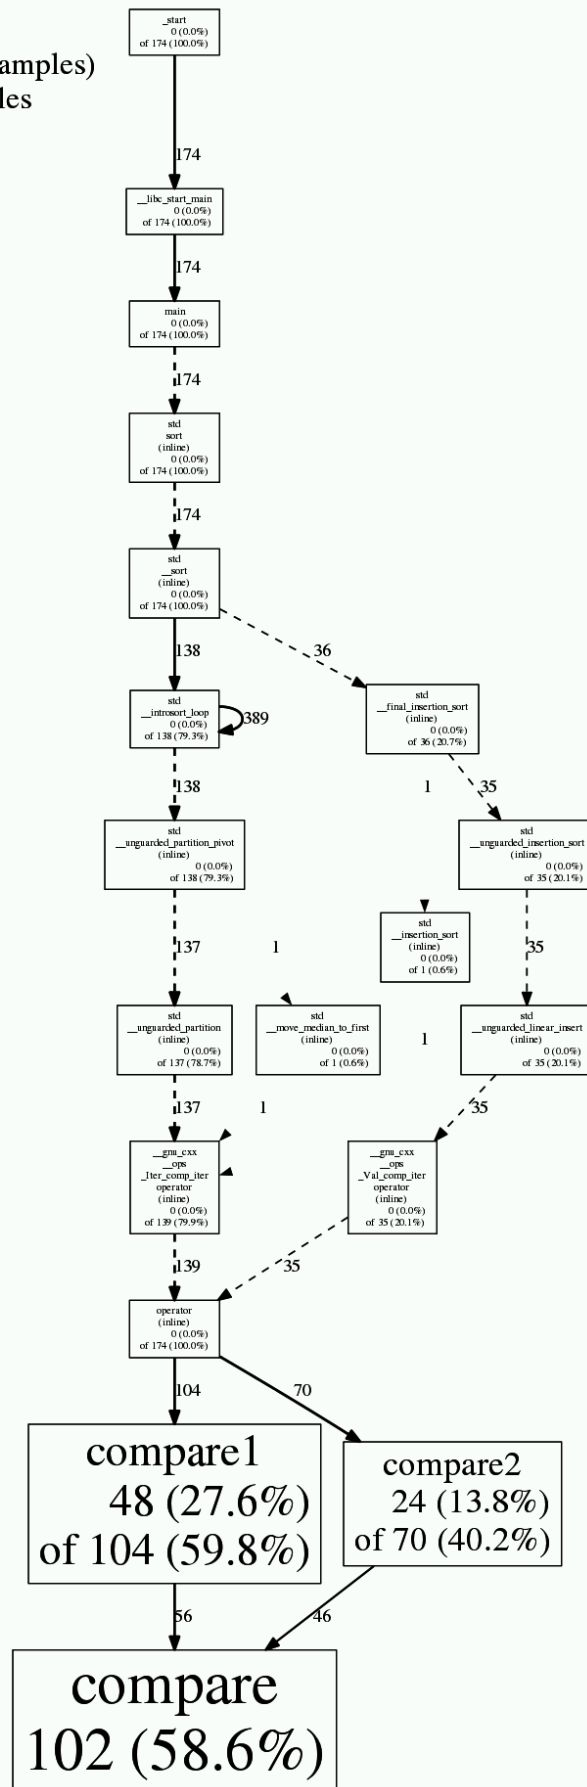 _start
0 (0.0%)
of 174 (100.0%)
amples)
les
174
__libc_start_main
0 (0.0%)
of 174 (100.0%)
174
main
0 (0.0%)
of 174 (100.0%)
174
std
sort
(inline)
0 (0.0%)
of 174 (100.0%)
174
std
__sort
(inline)
0 (0.0%)
of 174 (100.0%)
138
36
std
__introsort_loop
0 (0.0%)
of 138 (79.3%)
389
std
__final_insertion_sort
(inline)
0 (0.0%)
of 36 (20.7%)
138
1
35
std
__unguarded_partition_pivot
(inline)
0 (0.0%)
of 138 (79.3%)
std
__unguarded_insertion_sort
(inline)
0 (0.0%)
of 35 (20.1%)
std
__insertion_sort
(inline)
0 (0.0%)
of 1 (0.6%)
137
1
35
std
__unguarded_partition
(inline)
0 (0.0%)
of 137 (78.7%)
std
__move_median_to_first
(inline)
0 (0.0%)
of 1 (0.6%)
1
std
__unguarded_linear_insert
(inline)
0 (0.0%)
of 35 (20.1%)
137
1
35
__gnu_cxx
__ops
_Iter_comp_iter
operator
(inline)
0 (0.0%)
of 139 (79.9%)
__gnu_cxx
__ops
_Val_comp_iter
operator
(inline)
0 (0.0%)
of 35 (20.1%)
139
35
operator
(inline)
0 (0.0%)
of 174 (100.0%)
104
70
compare1
48 (27.6%)
of 104 (59.8%)
compare2
24 (13.8%)
of 70 (40.2%)
56
46
compare
102 (58.6%)